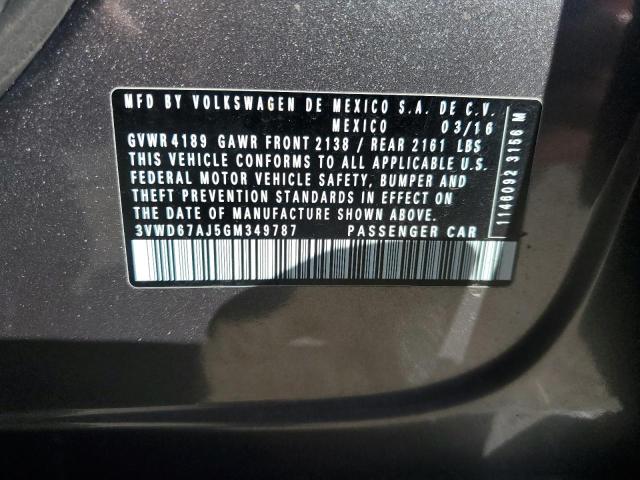 MFD BY VOLKSWAGEN DE MEXICO S.A. DE C.V.
MEXICO 03/16
GVWR 4189 GAWR FRONT 2138 / REAR 2161 LBS
THIS VEHICLE CONFORMS TO ALL APPLICABLE U.S.
FEDERAL MOTOR VEHICLE SAFETY, BUMPER AND
THEFT PREVENTION STANDARDS IN EFFECT ON
THE DATE OF MANUFACTURE SHOWN ABOVE.
3VWD67AJ5GM349787 PASSENGER CAR
1146092 3156 M